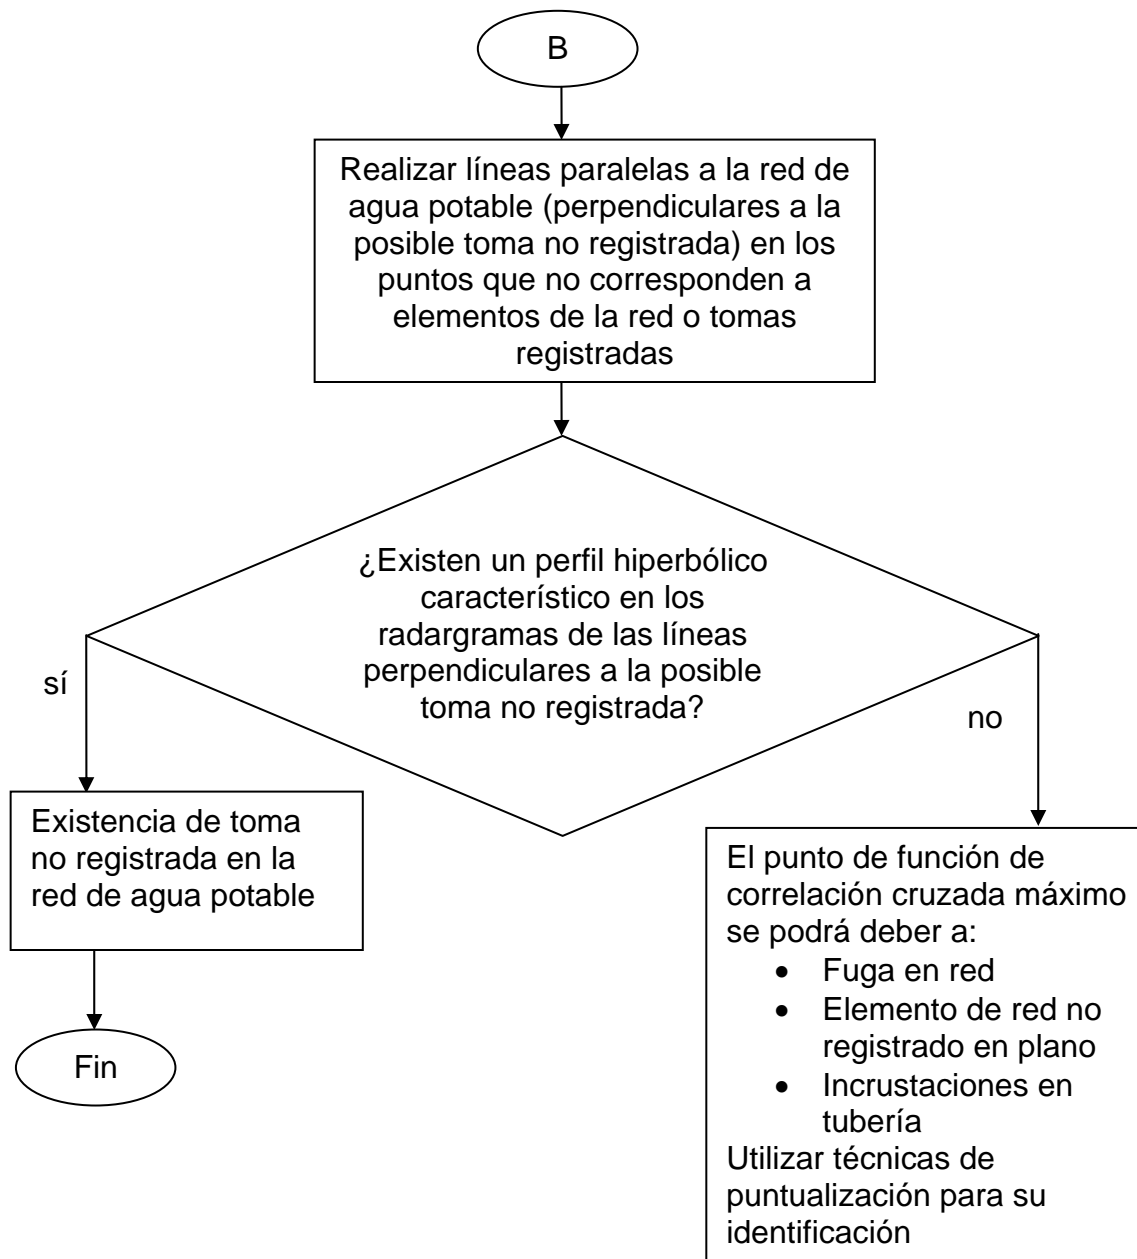 B
Realizar líneas paralelas a la red de
agua potable (perpendiculares a la
posible toma no registrada) en los
puntos que no corresponden a
elementos de la red o tomas
registradas
¿Existen un perfil hiperbólico
característico en los
radargramas de las líneas
perpendiculares a la posible
toma no registrada?
sí
no
Existencia de toma
no registrada en la
red de agua potable
Fin
El punto de función de
correlación cruzada máximo
se podrá deber a:
• Fuga en red
• Elemento de red no
registrado en plano
• Incrustaciones en
tubería
Utilizar técnicas de
puntualización para su
identificación